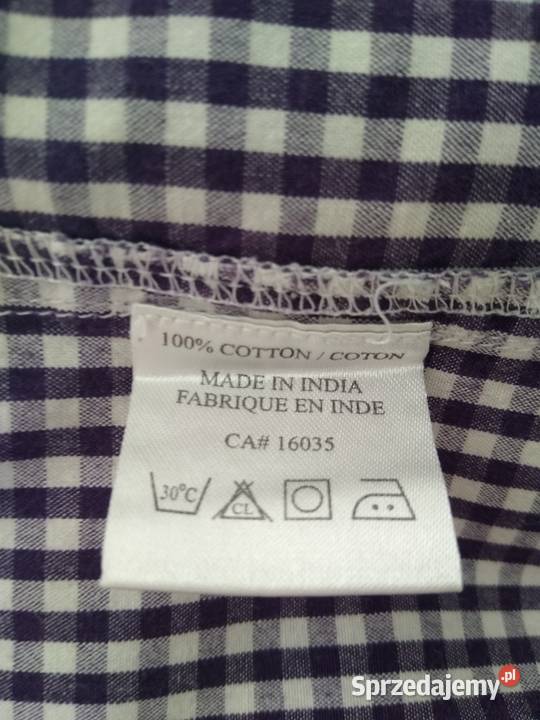 100% COTTON / COTON
MADE IN INDIA
FABRIQUE EN INDE
CA# 16035
30°C CL
Sprzedajemy.pl